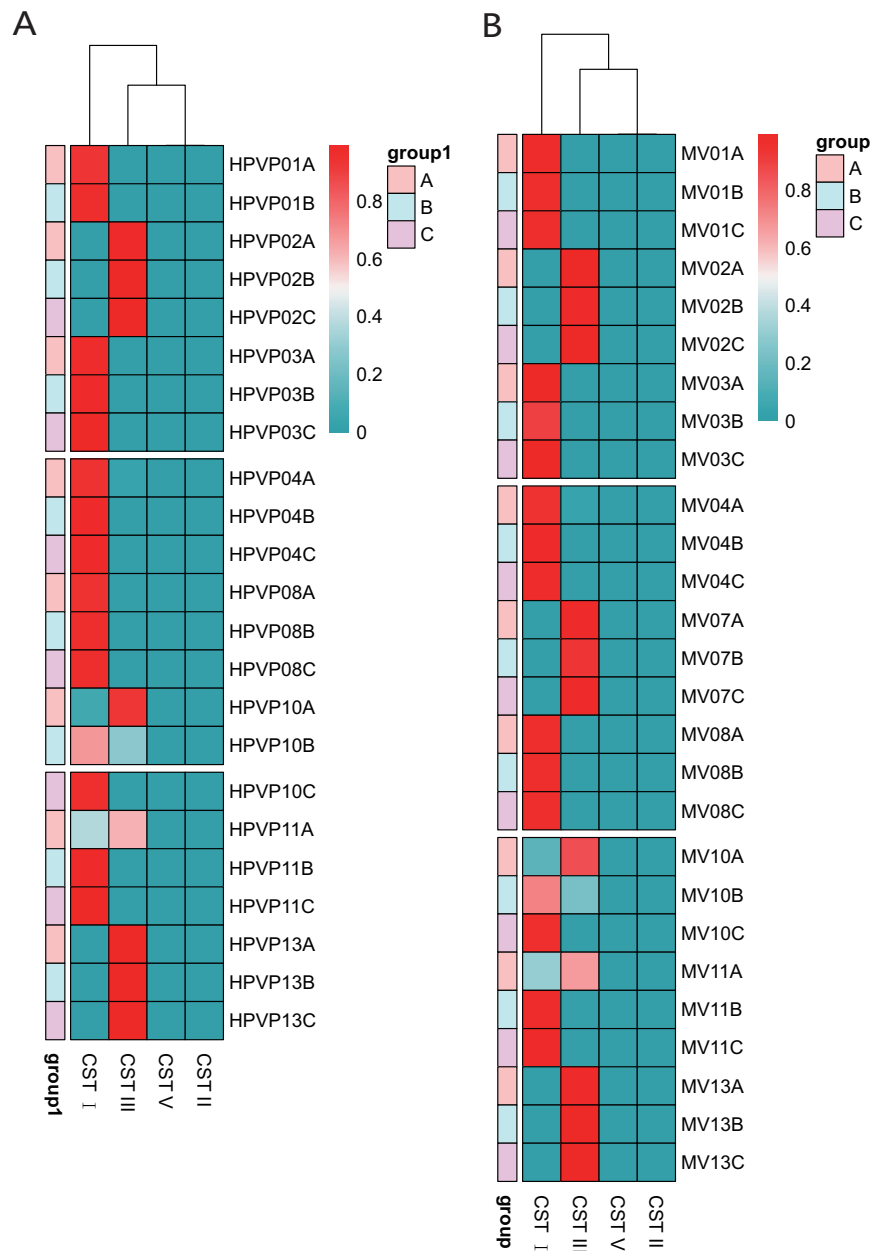 A
HPVP01A
HPVP01B
HPVP02A
HPVP02B
HPVP02C
HPVP03A
HPVP03B
HPVP03C
HPVP04A
HPVP04B
HPVP04C
HPVP08A
HPVP08B
HPVP08C
HPVP10A
HPVP10B
HPVP10C
HPVP11A
HPVP11B
HPVP11C
HPVP13A
HPVP13B
HPVP13C
0.8
0.6
0.4
0.2
0
group1
A
B
C
group1
CST Ⅰ
CST III
CST V
CST II
B
MV01A
MV01B
MV01C
MV02A
MV02B
MV02C
MV03A
MV03B
MV03C
MV04A
MV04B
MV04C
MV07A
MV07B
MV07C
MV08A
MV08B
MV08C
MV10A
MV10B
MV10C
MV11A
MV11B
MV11C
MV13A
MV13B
MV13C
0.8
0.6
0.4
0.2
0
group
A
B
C
group
CST Ⅰ
CST III
CST V
CST II